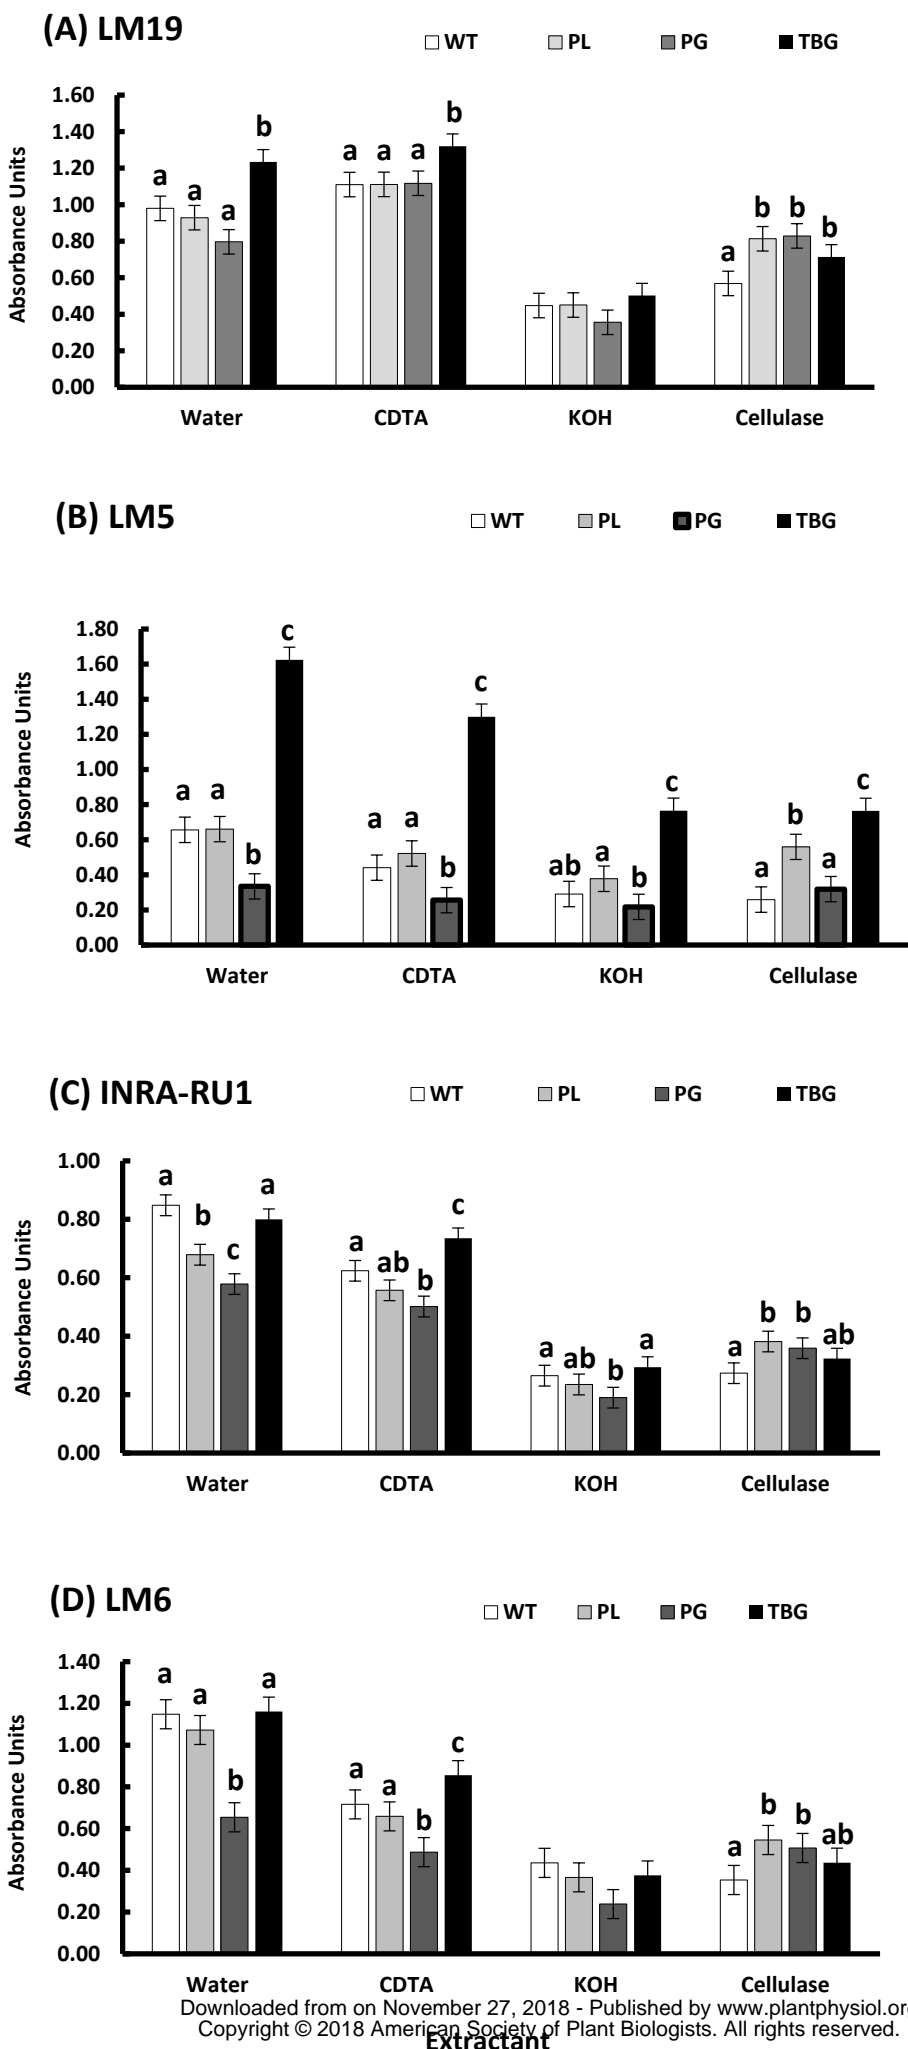 (A) LM19
WT PL PG TBG
Absorbance Units
1.60
1.40
1.20
1.00
0.80
0.60
0.40
0.20
0.00
a a a b
a a a b
a b b b
Water CDTA KOH Cellulase
(B) LM5
WT PL PG TBG
Absorbance Units
1.80
1.60
1.40
1.20
1.00
0.80
0.60
0.40
0.20
0.00
a a b c
a a b c
ab a b c
a b a c
Water CDTA KOH Cellulase
(C) INRA-RU1
WT PL PG TBG
Absorbance Units
1.00
0.80
0.60
0.40
0.20
0.00
a b c a
a ab b c
a ab b a
a b b ab
Water CDTA KOH Cellulase
(D) LM6
WT PL PG TBG
Absorbance Units
1.40
1.20
1.00
0.80
0.60
0.40
0.20
0.00
a a b a
a a b c
a b b ab
Water CDTA KOH Cellulase
Extractant
Downloaded from on November 27, 2018 - Published by www.plantphysiol.or
Copyright © 2018 American Society of Plant Biologists. All rights reserved.